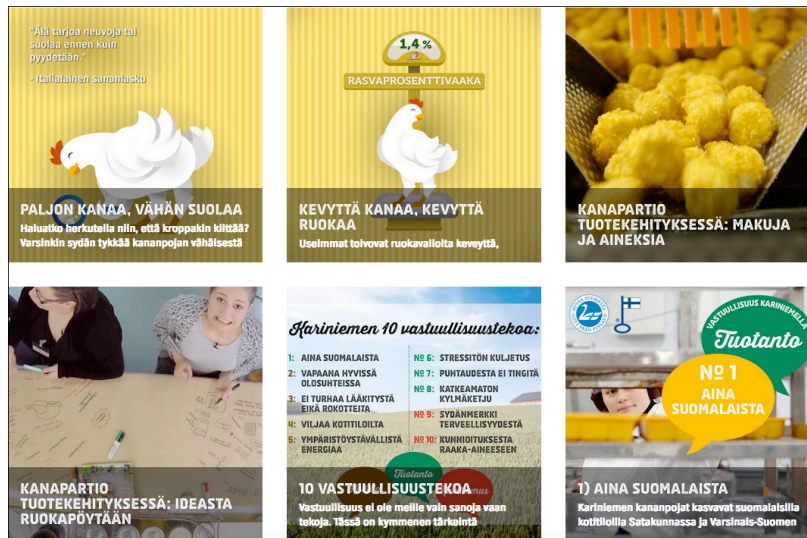 "Älä tarjoa neuvoja tai
suolaa ennen kuin
pyydetään."
- Italialainen sananlasku
PALJON KANAA, VÄHÄN SUOLAA
Haluatko herkutella niin, että kroppakin kiittää?
Varsinkin sydän tykkää kananpojan vähäisestä
1,4 %
RASVAPROSENTTIVAAKA
KEVYTTÄ KANAA, KEVYTTÄ
RUOKAA
Useimmat toivovat ruokavaliolta keveyttä,
KANAPARTIO
TUOTEKEHITYKSESSÄ: MAKUJA
JA AINEKSIA
KANAPARTIO
TUOTEKEHITYKSESSÄ: IDEASTA
RUOKAPÖYTÄÄN
Kariniemen 10 vastuullisuustekoa:
1: AINA SUOMALAISTA
2: VAPAANA HYVISSÄ
OLOSUHTEISSA
3: EI TURHAA LÄÄKITYSTÄ
EIKÄ ROKOTTEITA
4: VILJAA KOTITILOILTA
5: YMPÄRISTÖYSTÄVÄLLISTÄ
ENERGIAA
Nº 6: STRESSITÖN KULJETUS
Nº 7: PUHTAUDESTA EI TINGITÄ
Nº 8: KATKEAMATON
KYLMÄKETJU
Nº 9: SYDÄNMERKKI
TERVEELLISYYDESTÄ
Nº 10: KUNNIOITUKSESTA
RAAKA-AINEESEEN
Tuotanto
10 VASTUULLISUUSTEKOA
Vastuullisuus ei ole meille vain sanoja vaan
tekoja. Tässä on kymmenen tärkeintä
VASTUULLISUUS KARINIEMELLÄ
Tuotanto
Nº 1
AINA
SUOMALAISTA
1) AINA SUOMALAISTA
Kariniemen kananpojat kasvavat suomalaisilla
kotitiloilla Satakunnassa ja Varsinais-Suomen